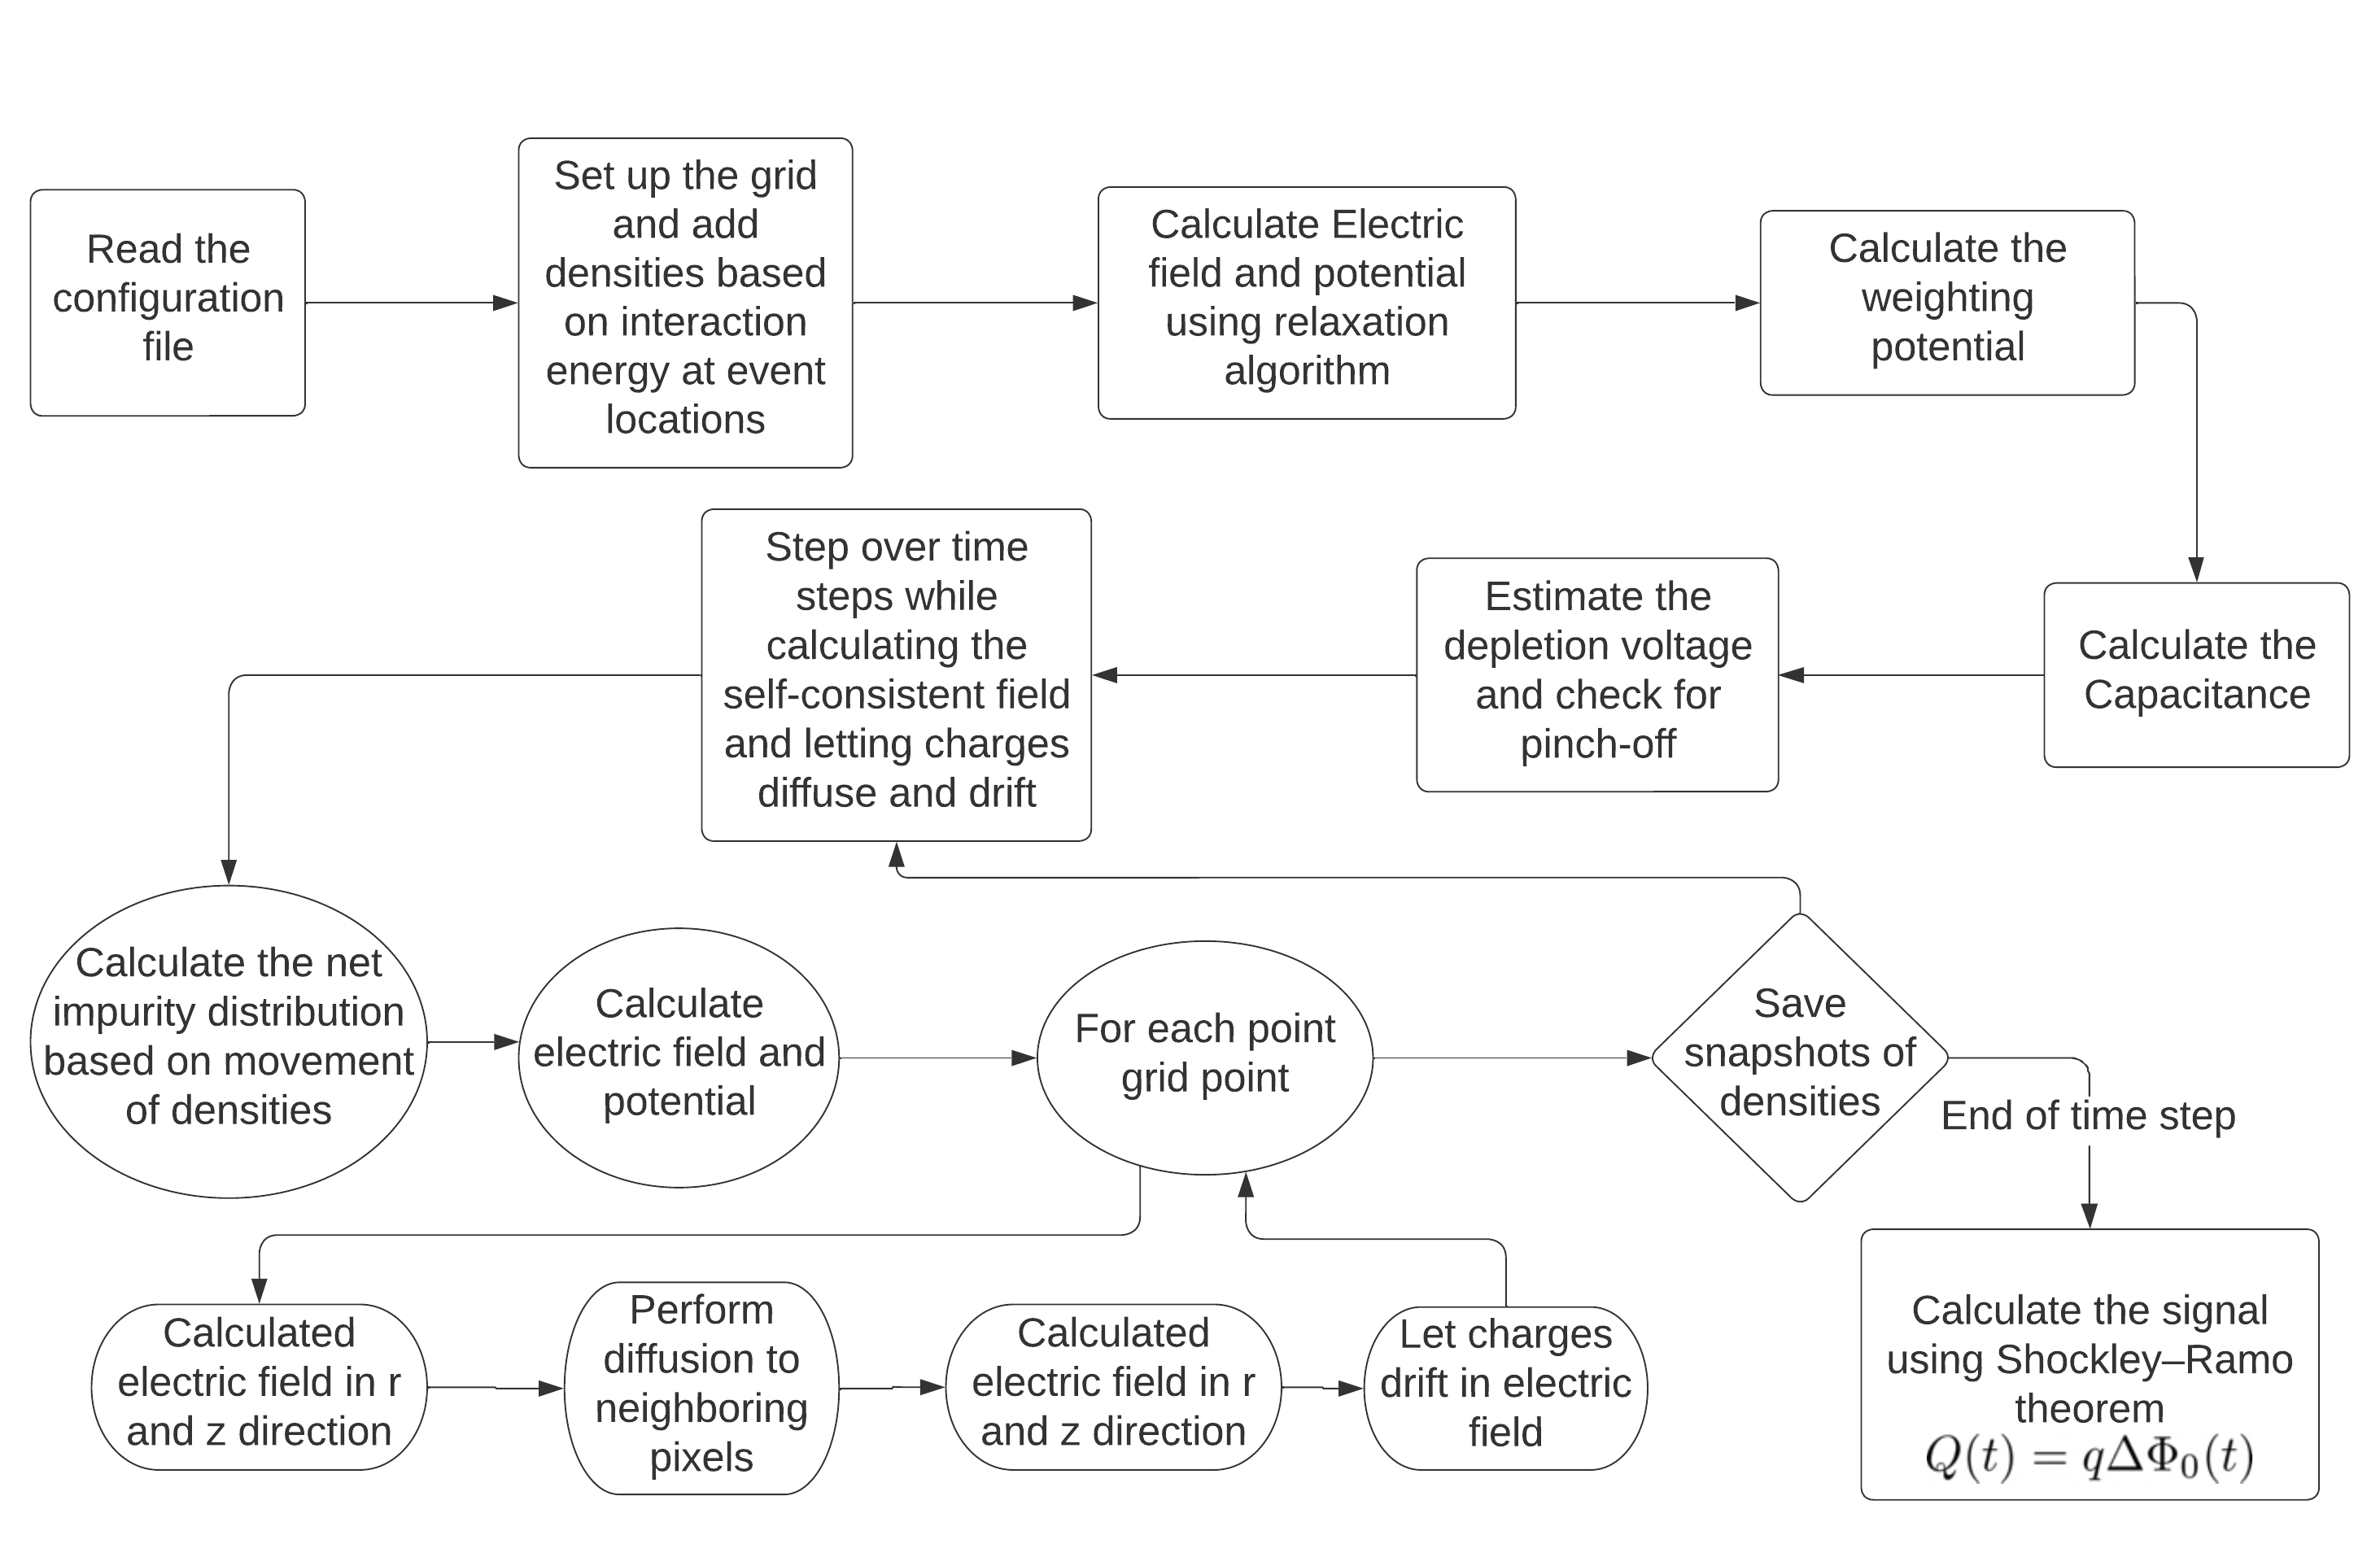 Read the
configuration
file
Set up the grid
and add
densities based
on interaction
energy at event
locations
Calculate Electric
field and potential
using relaxation
algorithm
Calculate the
weighting
potential
Calculate the
Capacitance
Estimate the
depletion voltage
and check for
pinch-off
Step over time
steps while
calculating the
self-consistent field
and letting charges
diffuse and drift
Calculate the net
impurity distribution
based on movement
of densities
Calculate
electric field and
potential
For each point
grid point
Calculated
electric field in r
and z direction
Perform
diffusion to
neighboring
pixels
Calculated
electric field in r
and z direction
Let charges
drift in electric
field
Save
snapshots of
densities
End of time step
Calculate the signal
using Shockley–Ramo
theorem
Q(t) = qΔΦ₀(t)